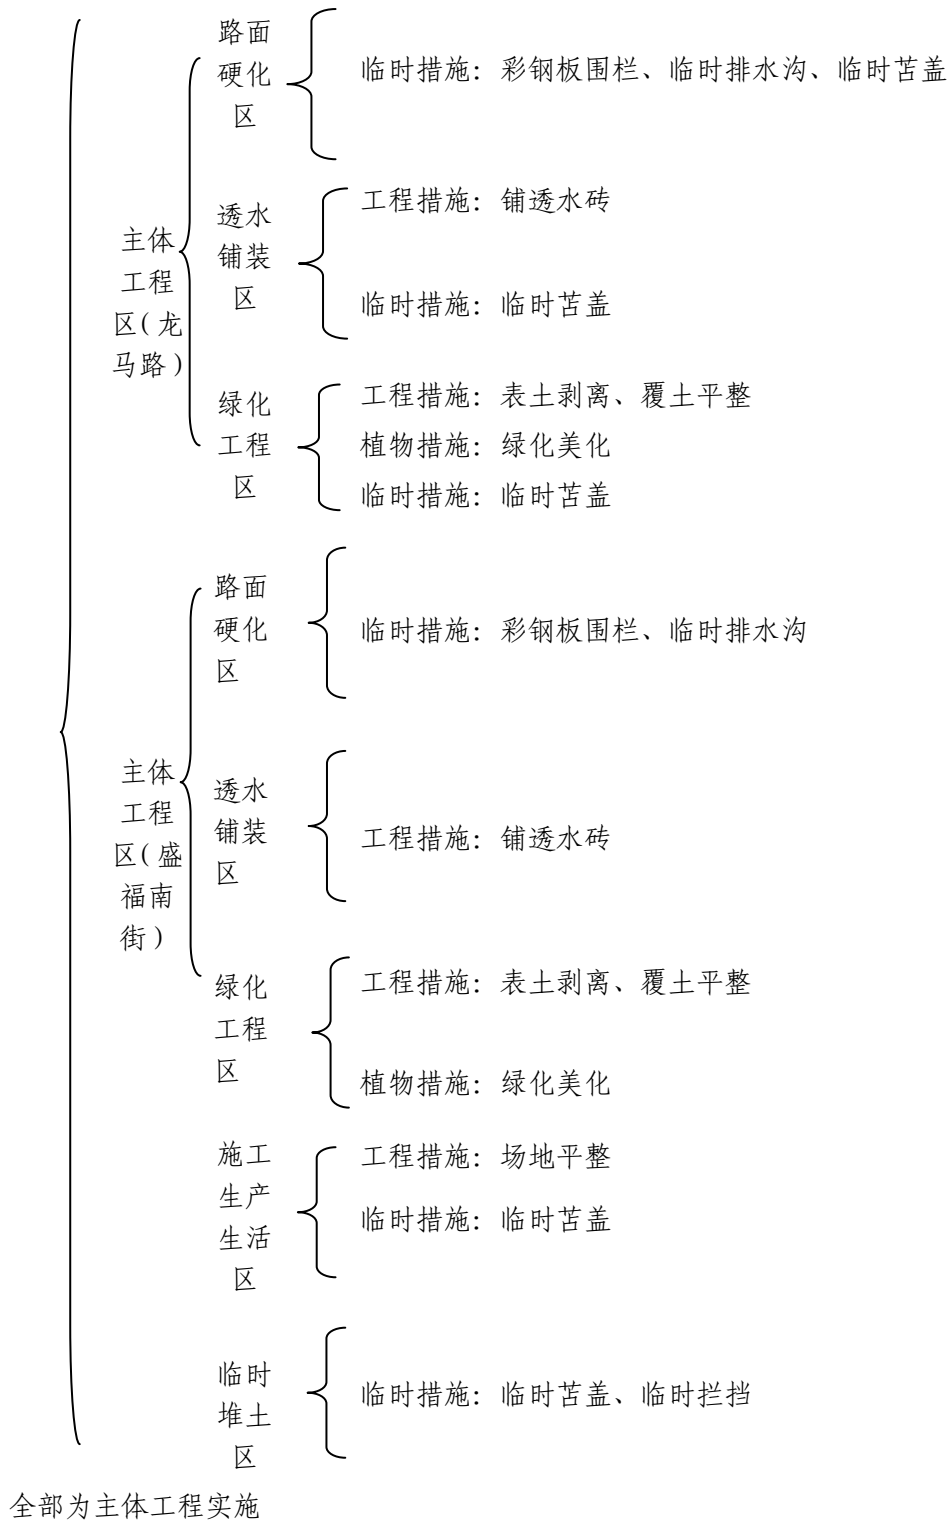 路面
硬化
区
临时措施：彩钢板围栏、临时排水沟、临时苫盖
主体
工程
区(龙
马路)
透水
铺装
区
工程措施：铺透水砖
临时措施：临时苫盖
绿化
工程
区
工程措施：表土剥离、覆土平整
植物措施：绿化美化
临时措施：临时苫盖
路面
硬化
区
临时措施：彩钢板围栏、临时排水沟
主体
工程
区(盛
福南
街)
透水
铺装
区
工程措施：铺透水砖
绿化
工程
区
工程措施：表土剥离、覆土平整
植物措施：绿化美化
施工
生产
生活
区
工程措施：场地平整
临时措施：临时苫盖
临时
堆土
区
临时措施：临时苫盖、临时拦挡
全部为主体工程实施